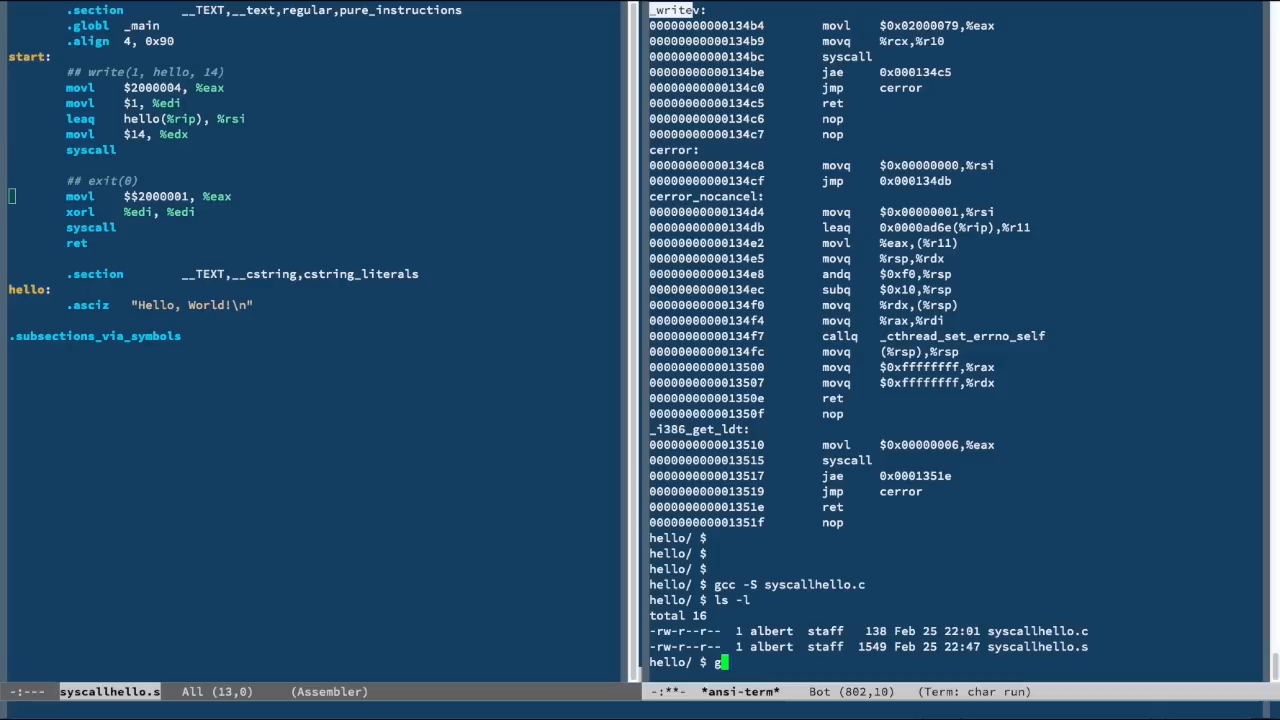 .section __TEXT,__text,regular,pure_instructions
.globl _main
.align 4, 0x90
start:
## write(1, hello, 14)
movl $2000004, %eax
movl $1, %edi
leaq hello(%rip), %rsi
movl $14, %edx
syscall
## exit(0)
movl $$2000001, %eax
xorl %edi, %edi
syscall
ret
.section __TEXT,__cstring,cstring_literals
hello:
.asciz "Hello, World!\n"
.subsections_via_symbols
-:--- syscallhello.s All (13,0) (Assembler)
_writev:
00000000000134b4 movl $0x02000079,%eax
00000000000134b9 movq %rcx,%r10
00000000000134bc syscall
00000000000134be jae 0x000134c5
00000000000134c0 jmp cerror
00000000000134c5 ret
00000000000134c6 nop
00000000000134c7 nop
cerror:
00000000000134c8 movq $0x00000000,%rsi
00000000000134cf jmp 0x000134db
cerror_nocancel:
00000000000134d4 movq $0x00000001,%rsi
00000000000134db leaq 0x0000ad6e(%rip),%r11
00000000000134e2 movl %eax,(%r11)
00000000000134e5 movq %rsp,%rdx
00000000000134e8 andq $0xf0,%rsp
00000000000134ec subq $0x10,%rsp
00000000000134f0 movq %rdx,(%rsp)
00000000000134f4 movq %rax,%rdi
00000000000134f7 callq _cthread_set_errno_self
00000000000134fc movq (%rsp),%rsp
0000000000013500 movq $0xffffffff,%rax
0000000000013507 movq $0xffffffff,%rdx
000000000001350e ret
000000000001350f nop
_i386_get_ldt:
0000000000013510 movl $0x00000006,%eax
0000000000013515 syscall
0000000000013517 jae 0x0001351e
0000000000013519 jmp cerror
000000000001351e ret
000000000001351f nop
hello/ $
hello/ $
hello/ $
hello/ $ gcc -S syscallhello.c
hello/ $ ls -l
total 16
-rw-r--r-- 1 albert staff 138 Feb 25 22:01 syscallhello.c
-rw-r--r-- 1 albert staff 1549 Feb 25 22:47 syscallhello.s
hello/ $ g
-:**- *ansi-term* Bot (802,10) (Term: char run)